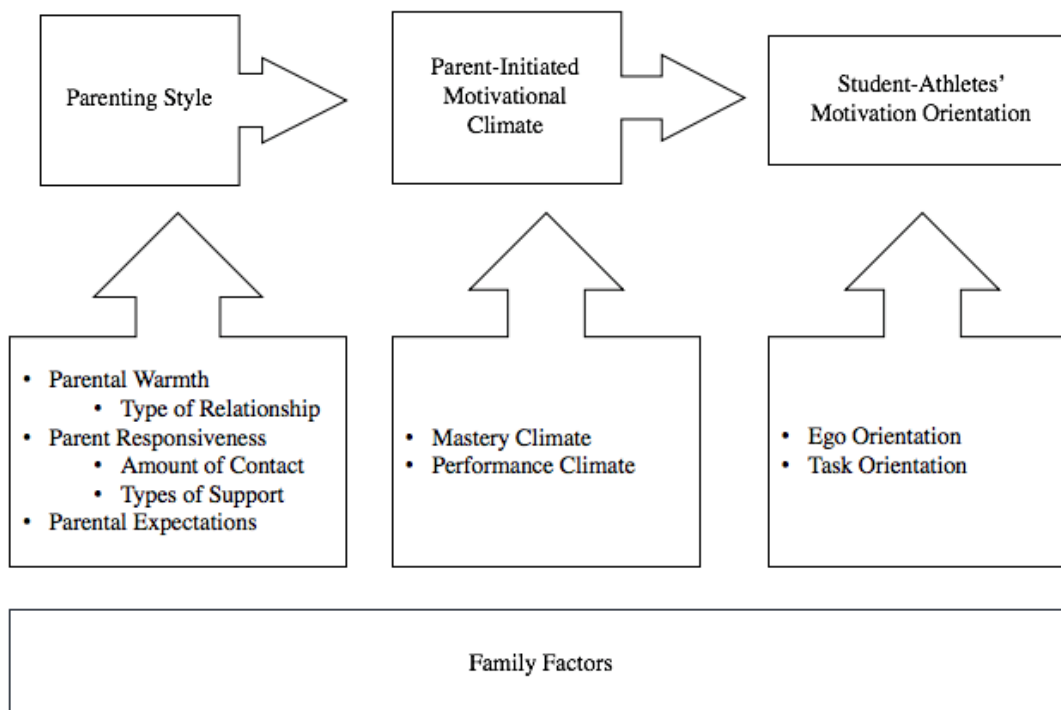 Parenting Style
Parent-Initiated
Motivational
Climate
Student-Athletes’
Motivation Orientation
• Parental Warmth
• Type of Relationship
• Parent Responsiveness
• Amount of Contact
• Types of Support
• Parental Expectations
• Mastery Climate
• Performance Climate
• Ego Orientation
• Task Orientation
Family Factors